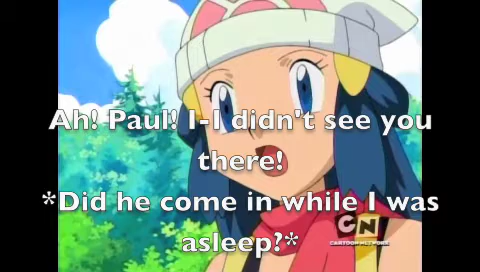 Ah! Paul! I-I didn't see you
there!
*Did he come in while I was
asleep?*
CN
CARTOON NETWORK